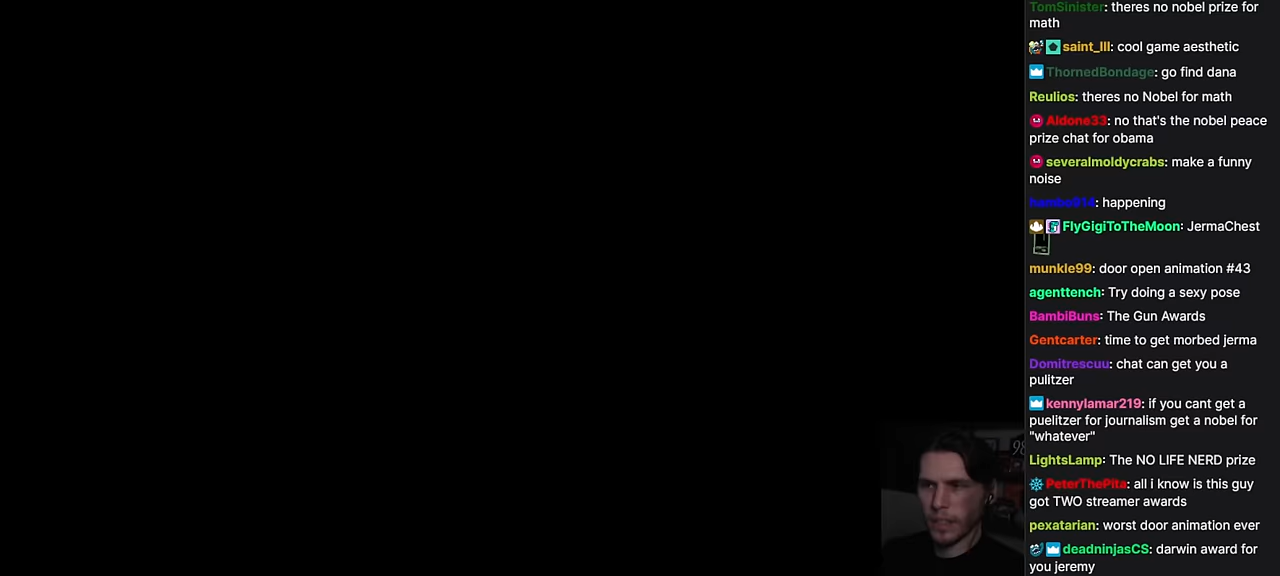 TomSinister: theres no nobel prize for
math
saint_lll: cool game aesthetic
ThornedBondage: go find dana
Reulios: theres no Nobel for math
Aldone33: no that's the nobel peace
prize chat for obama
severalmoldycrabs: make a funny
noise
hambo914: happening
FlyGigiToTheMoon: JermaChest
munkle99: door open animation #43
agenttench: Try doing a sexy pose
BambiBuns: The Gun Awards
Gentcarter: time to get morbed jerma
Domitrescuu: chat can get you a
pulitzer
kennylamar219: if you cant get a
puelitzer for journalism get a nobel for
"whatever"
LightsLamp: The NO LIFE NERD prize
PeterThePita: all i know is this guy
got TWO streamer awards
pexatarian: worst door animation ever
deadninjasCS: darwin award for
you jeremy